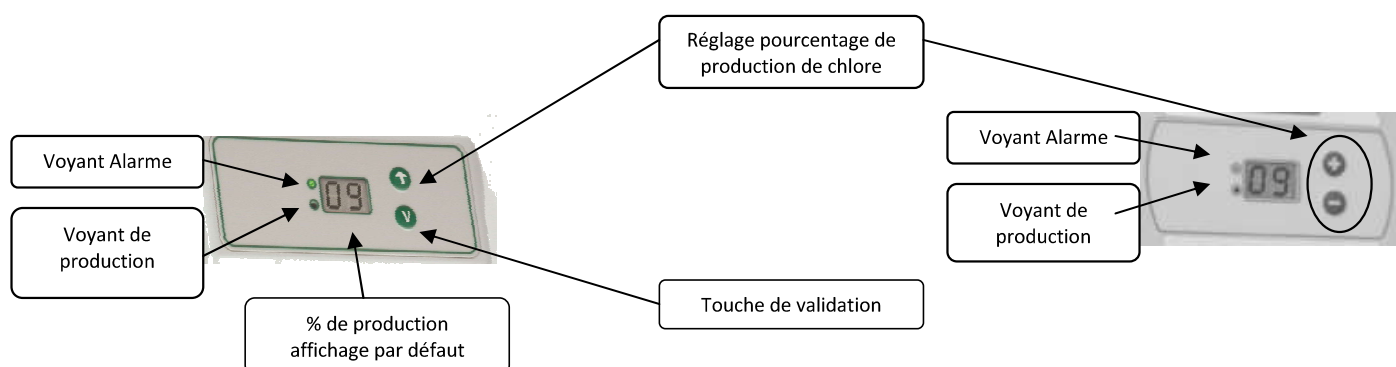 Réglage pourcentage de
production de chlore
Voyant Alarme
Voyant de
production
09
V
% de production
affichage par défaut
Touche de validation
Voyant Alarme
Voyant de
production
09